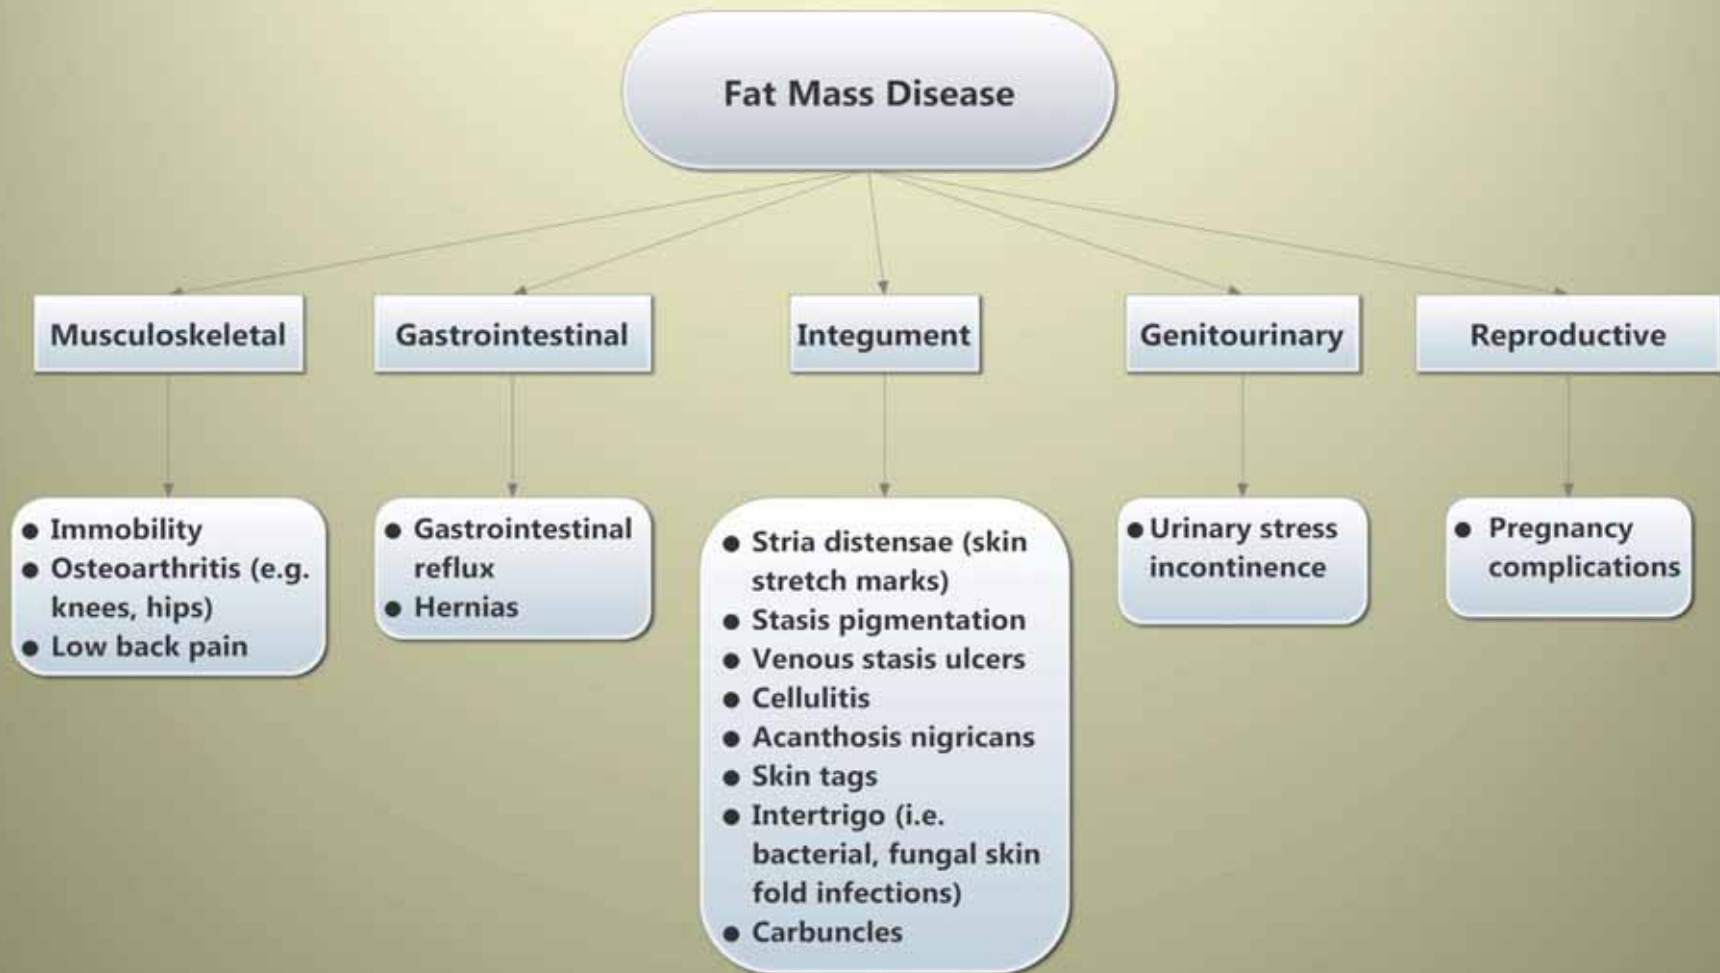 Fat Mass Disease
Musculoskeletal
Gastrointestinal
Integument
Genitourinary
Reproductive
● Immobility
● Osteoarthritis (e.g.
knees, hips)
● Low back pain
● Gastrointestinal
reflux
● Hernias
● Stria distensae (skin
stretch marks)
● Stasis pigmentation
● Venous stasis ulcers
● Cellulitis
● Acanthosis nigricans
● Skin tags
● Intertrigo (i.e.
bacterial, fungal skin
fold infections)
● Carbuncles
● Urinary stress
incontinence
● Pregnancy
complications